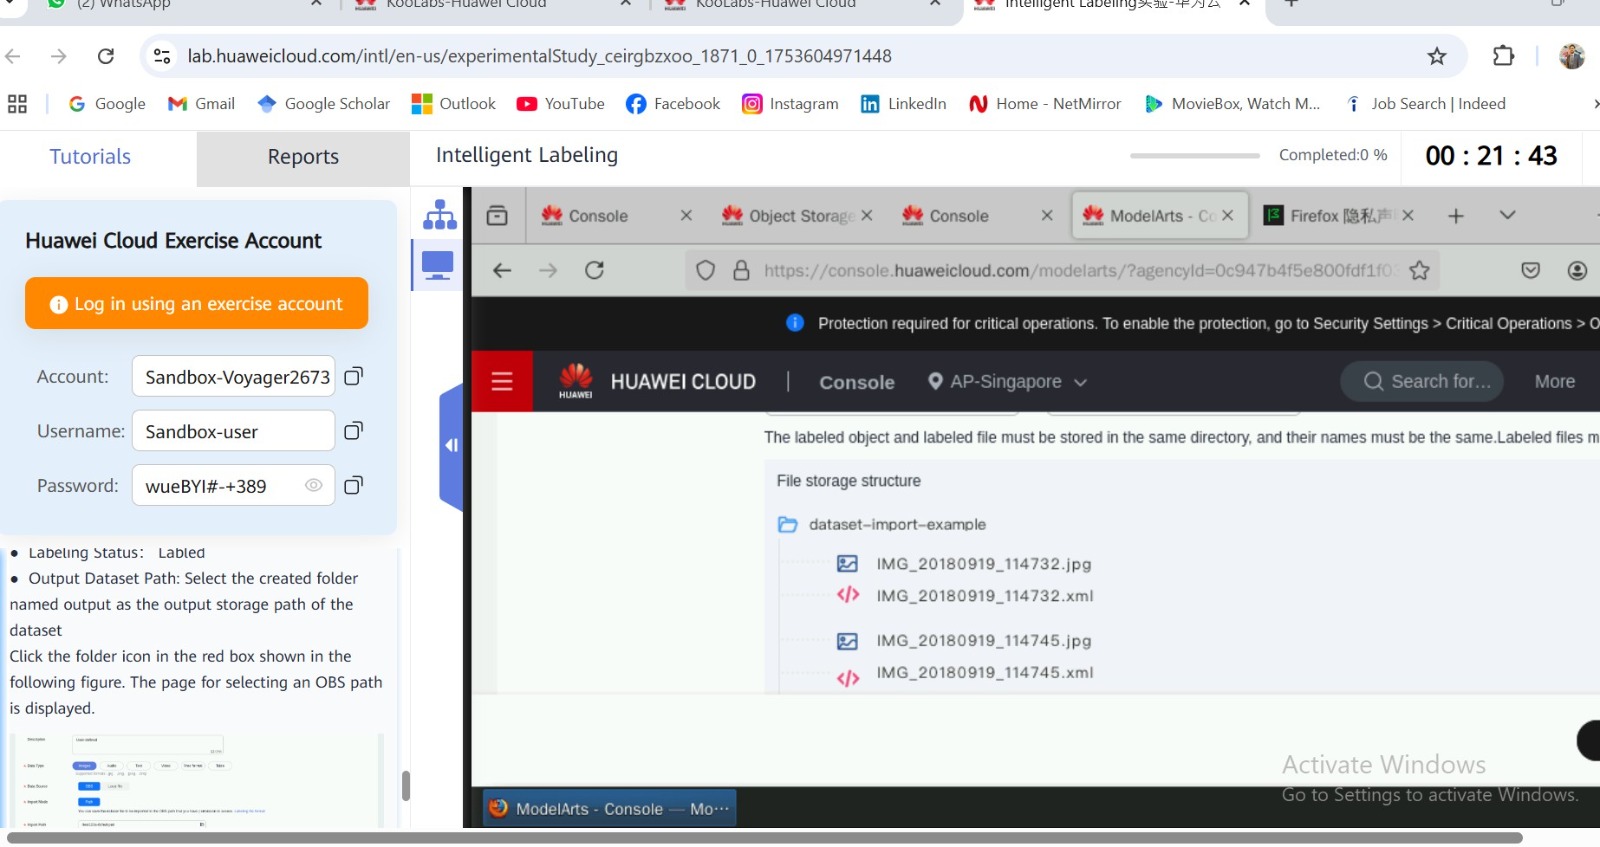 (2) WhatsApp
KooLabs-Huawei Cloud
KooLabs-Huawei Cloud
Intelligent Labeling实验-华为云
lab.huaweicloud.com/intl/en-us/experimentalStudy_ceirgbzxoo_1871_0_1753604971448
Google
Gmail
Google Scholar
Outlook
YouTube
Facebook
Instagram
LinkedIn
Home - NetMirror
MovieBox, Watch M...
Job Search | Indeed
Tutorials
Reports
Intelligent Labeling
Completed:0 %
00 : 21 : 43
Huawei Cloud Exercise Account
Log in using an exercise account
Account:
Sandbox-Voyager2673
Username:
Sandbox-user
Password:
wueBYI#-+389
• Labeling Status： Labled
• Output Dataset Path: Select the created folder
named output as the output storage path of the
dataset
Click the folder icon in the red box shown in the
following figure. The page for selecting an OBS path
is displayed.
Console
Object Storage
Console
ModelArts - Co
Firefox 隐私声
https://console.huaweicloud.com/modelarts/?agencyId=0c947b4f5e800fdf1f03
Protection required for critical operations. To enable the protection, go to Security Settings > Critical Operations > O
HUAWEI
HUAWEI CLOUD
Console
AP-Singapore
Search for...
More
The labeled object and labeled file must be stored in the same directory, and their names must be the same.Labeled files m
File storage structure
dataset-import-example
IMG_20180919_114732.jpg
IMG_20180919_114732.xml
IMG_20180919_114745.jpg
IMG_20180919_114745.xml
Activate Windows
Go to Settings to activate Windows.
ModelArts - Console — Mo···